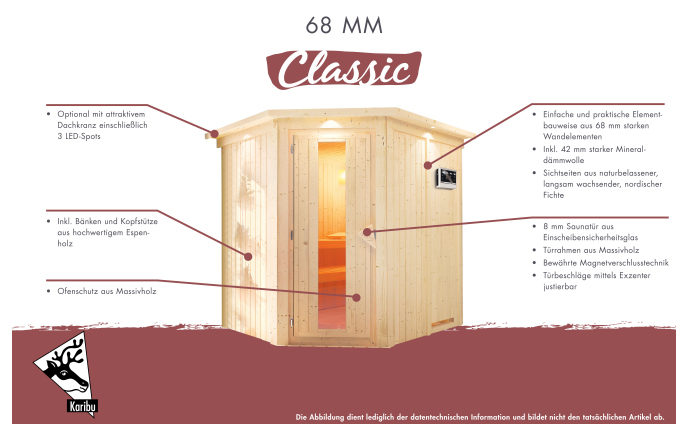 68 MM
Classic
• Optional mit attraktivem
Dachkranz einschließlich
3 LED-Spots
• Inkl. Bänken und Kopfstütze
aus hochwertigem Espen-
holz
• Ofenschutz aus Massivholz
• Einfache und praktische Element-
bauweise aus 68 mm starken
Wandelementen
• Inkl. 42 mm starker Mineral-
dämmwolle
• Sichtseiten aus naturbelassener,
langsam wachsender, nordischer
Fichte
• 8 mm Saunatür aus
Einscheibensicherheitsglas
• Türrahmen aus Massivholz
• Bewährte Magnetverschlusstechnik
• Türbeschläge mittels Exzenter
justierbar
Karibu
Die Abbildung dient lediglich der datentechnischen Information und bildet nicht den tatsächlichen Artikel ab.